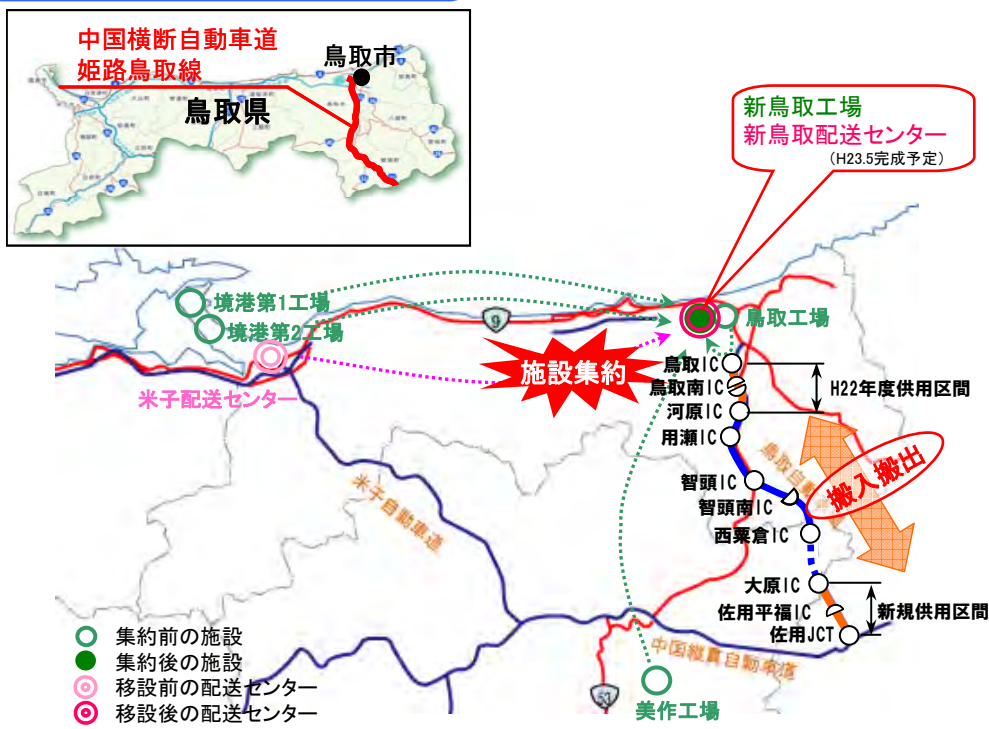 中国横断自動車道
姫路鳥取線
鳥取市
鳥取県
新鳥取工場
新鳥取配送センター
(H23.5完成予定)
境港第1工場
境港第2工場
米子配送センター
9
施設集約
鳥取工場
鳥取IC
鳥取南IC
河原IC
用瀬IC
智頭IC
智頭南IC
西粟倉IC
大原IC
佐用平福IC
佐用JCT
H22年度供用区間
鳥取自動車道
搬入搬出
新規供用区間
米子自動車道
中国縦貫自動車道
53
美作工場
集約前の施設
集約後の施設
移設前の配送センター
移設後の配送センター